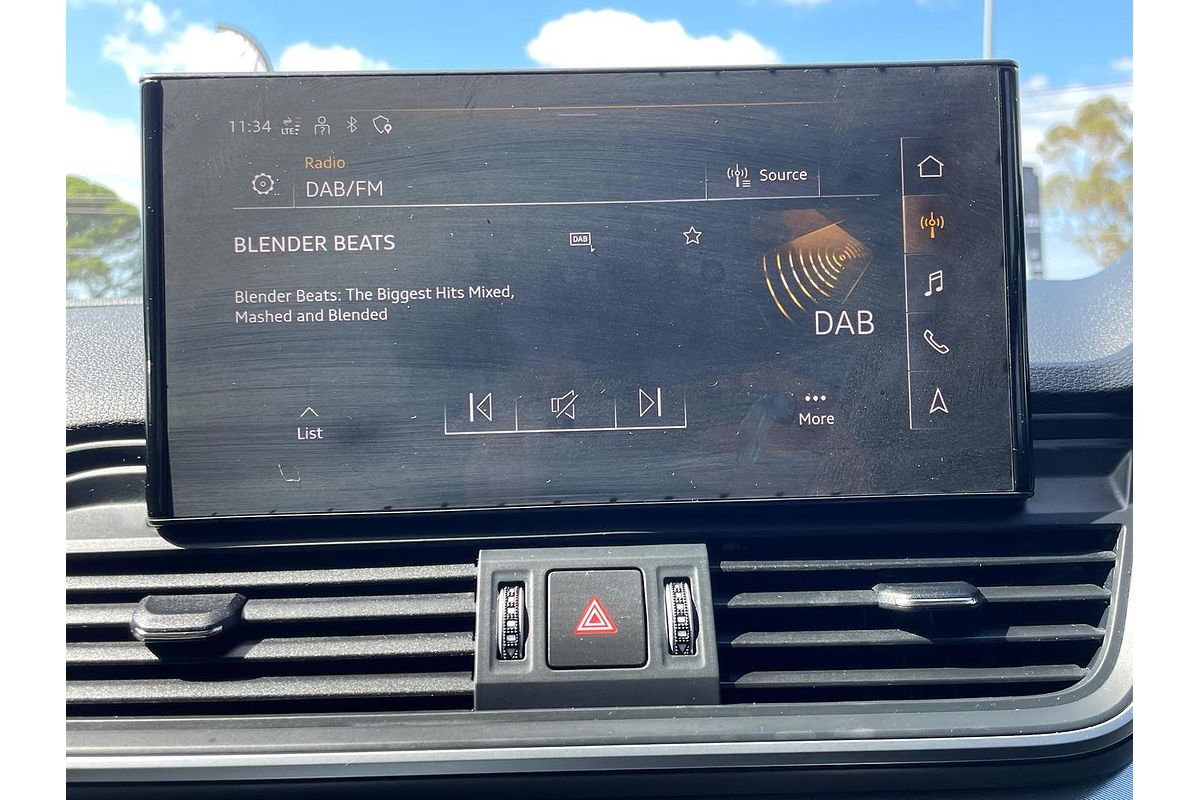 11:34 LTE
Radio
DAB/FM
Source
BLENDER BEATS
DAB
Blender Beats: The Biggest Hits Mixed,
Mashed and Blended
DAB
List
More